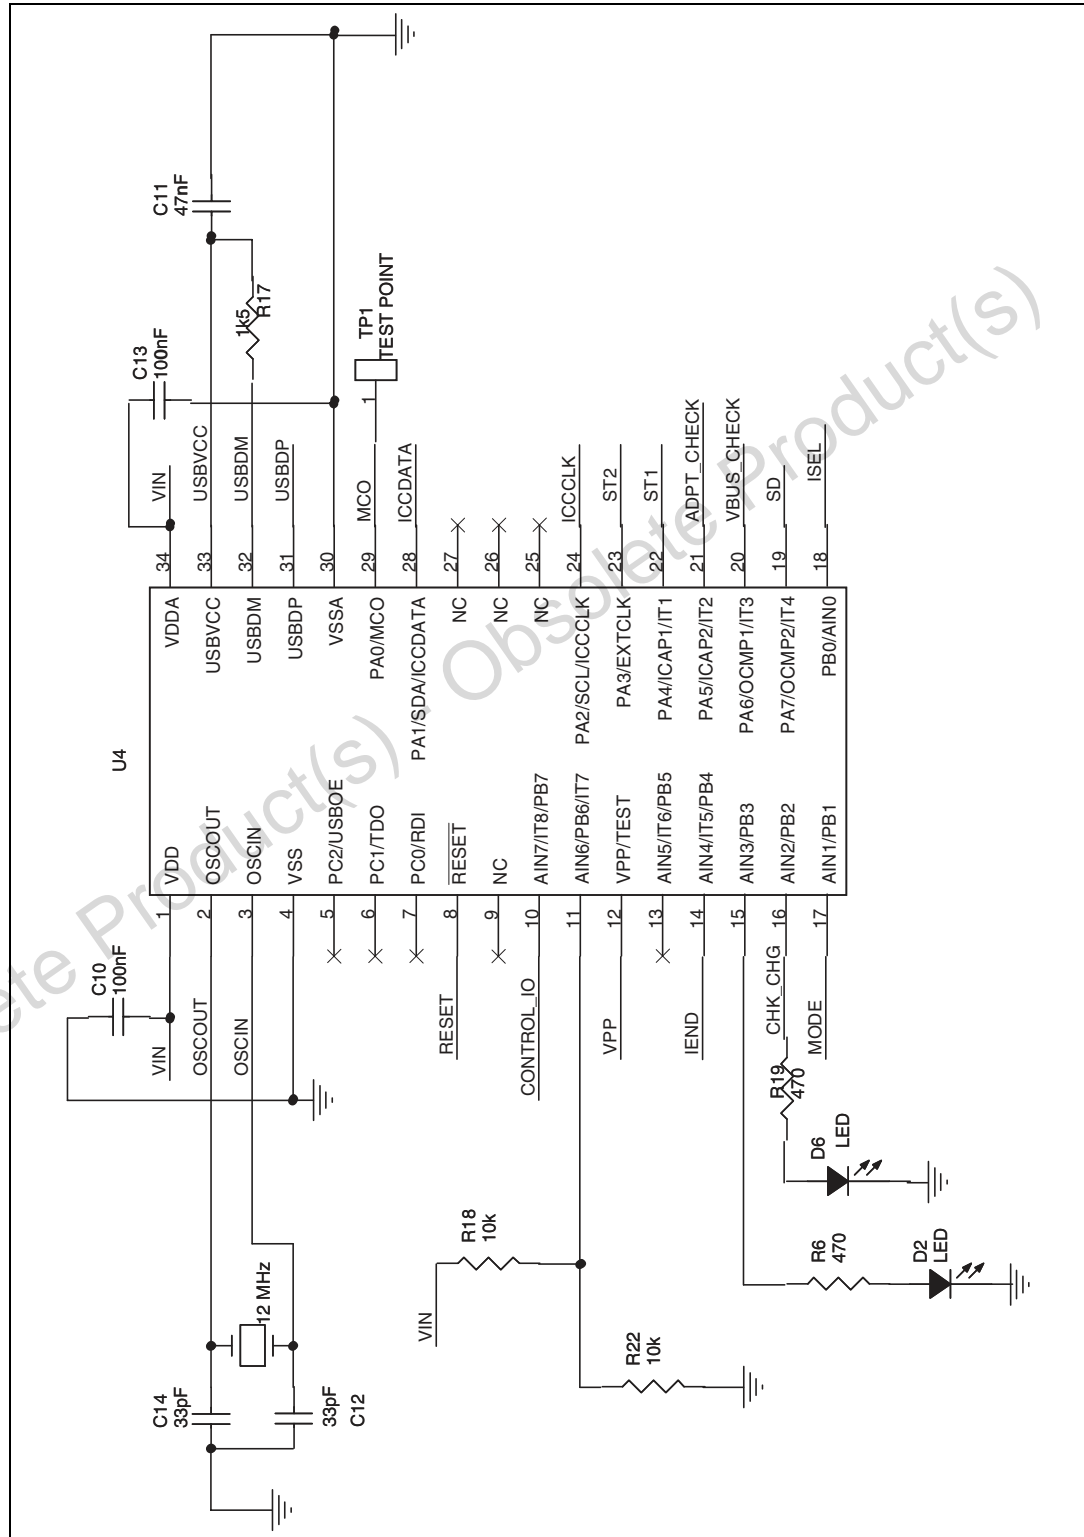 U4
1 VDD
2 OSCOUT
3 OSCIN
4 VSS
5 PC2/USBOE
6 PC1/TDO
7 PC0/RDI
8 RESET
9 NC
10 AIN7/IT8/PB7
11 AIN6/PB6/IT7
12 VPP/TEST
13 AIN5/IT6/PB5
14 AIN4/IT5/PB4
15 AIN3/PB3
16 AIN2/PB2
17 AIN1/PB1
VDDA 34
USBVCC 33
USBDM 32
USBDP 31
VSSA 30
PA0/MCO 29
PA1/SDA/ICCDATA 28
NC 27
NC 26
NC 25
PA2/SCL/ICCCLK 24
PA3/EXTCLK 23
PA4/ICAP1/IT1 22
PA5/ICAP2/IT2 21
PA6/OCMP1/IT3 20
PA7/OCMP2/IT4 19
PB0/AIN0 18
C10
100nF
VIN
OSCOUT
OSCIN
RESET
CONTROL_IO
VPP
IEND
CHK_CHG
MODE
R19
470
D6
LED
R6
470
D2
LED
R18
10k
VIN
R22
10k
12 MHz
C14
33pF
33pF
C12
VIN
USBVCC
USBDM
USBDP
MCO
ICCDATA
ICCCLK
ST2
ST1
ADPT_CHECK
VBUS_CHECK
SD
ISEL
C13
100nF
1k5
R17
C11
47nF
1
TP1
TEST POINT
ete Product(s) - Obsolete Product(s)